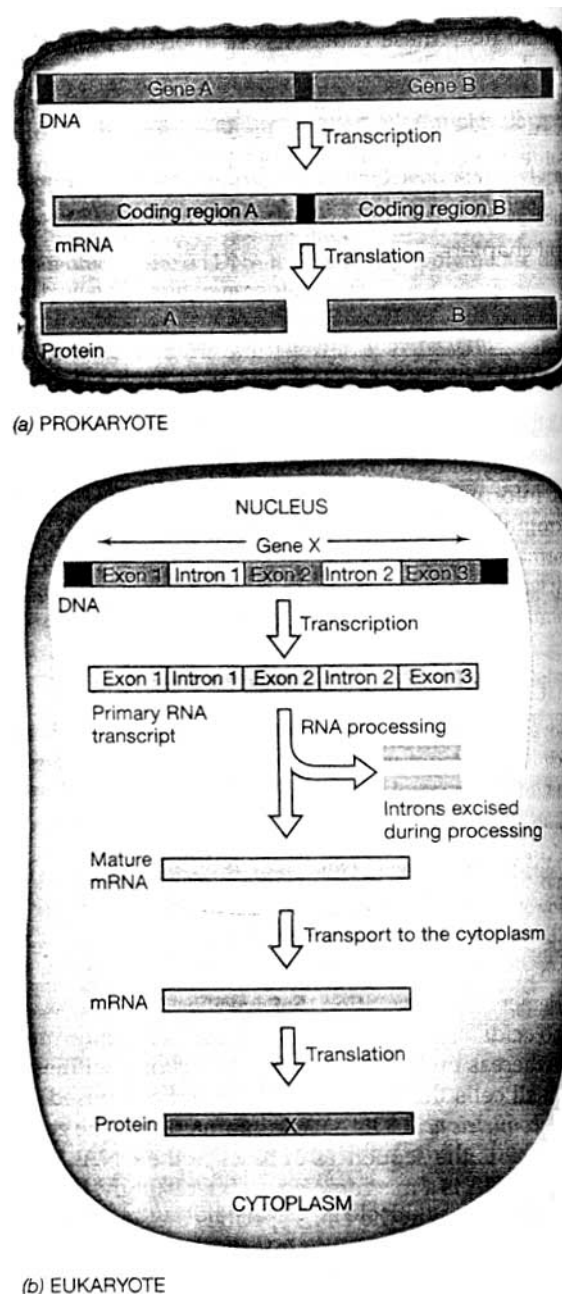 Gene A Gene B
DNA
Transcription
Coding region A Coding region B
mRNA
Translation
A B
Protein
(a) PROKARYOTE
NUCLEUS
Gene X
Exon 1 Intron 1 Exon 2 Intron 2 Exon 3
DNA
Transcription
Exon 1 Intron 1 Exon 2 Intron 2 Exon 3
Primary RNA
transcript
RNA processing
Introns excised
during processing
Mature
mRNA
Transport to the cytoplasm
mRNA
Translation
Protein X
CYTOPLASM
(b) EUKARYOTE